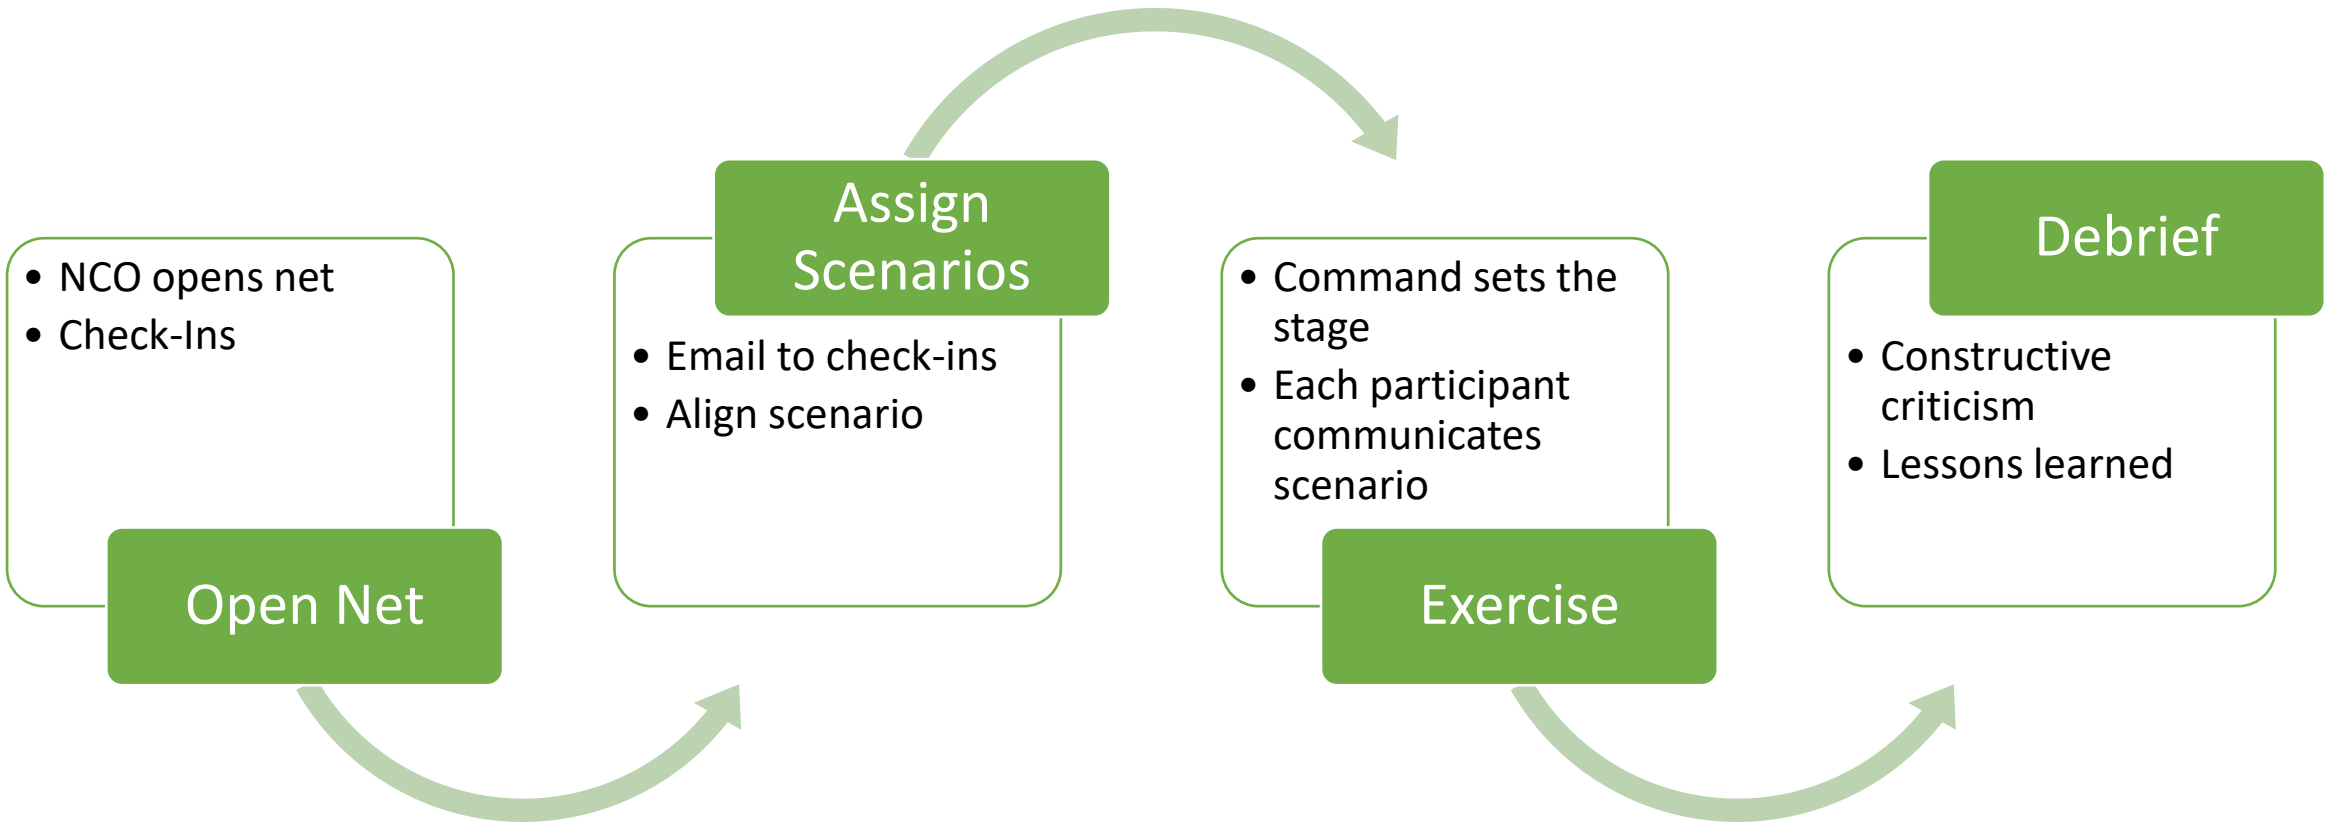 • NCO opens net
• Check-Ins
Open Net
Assign
Scenarios
• Email to check-ins
• Align scenario
• Command sets the
stage
• Each participant
communicates
scenario
Exercise
Debrief
• Constructive
criticism
• Lessons learned